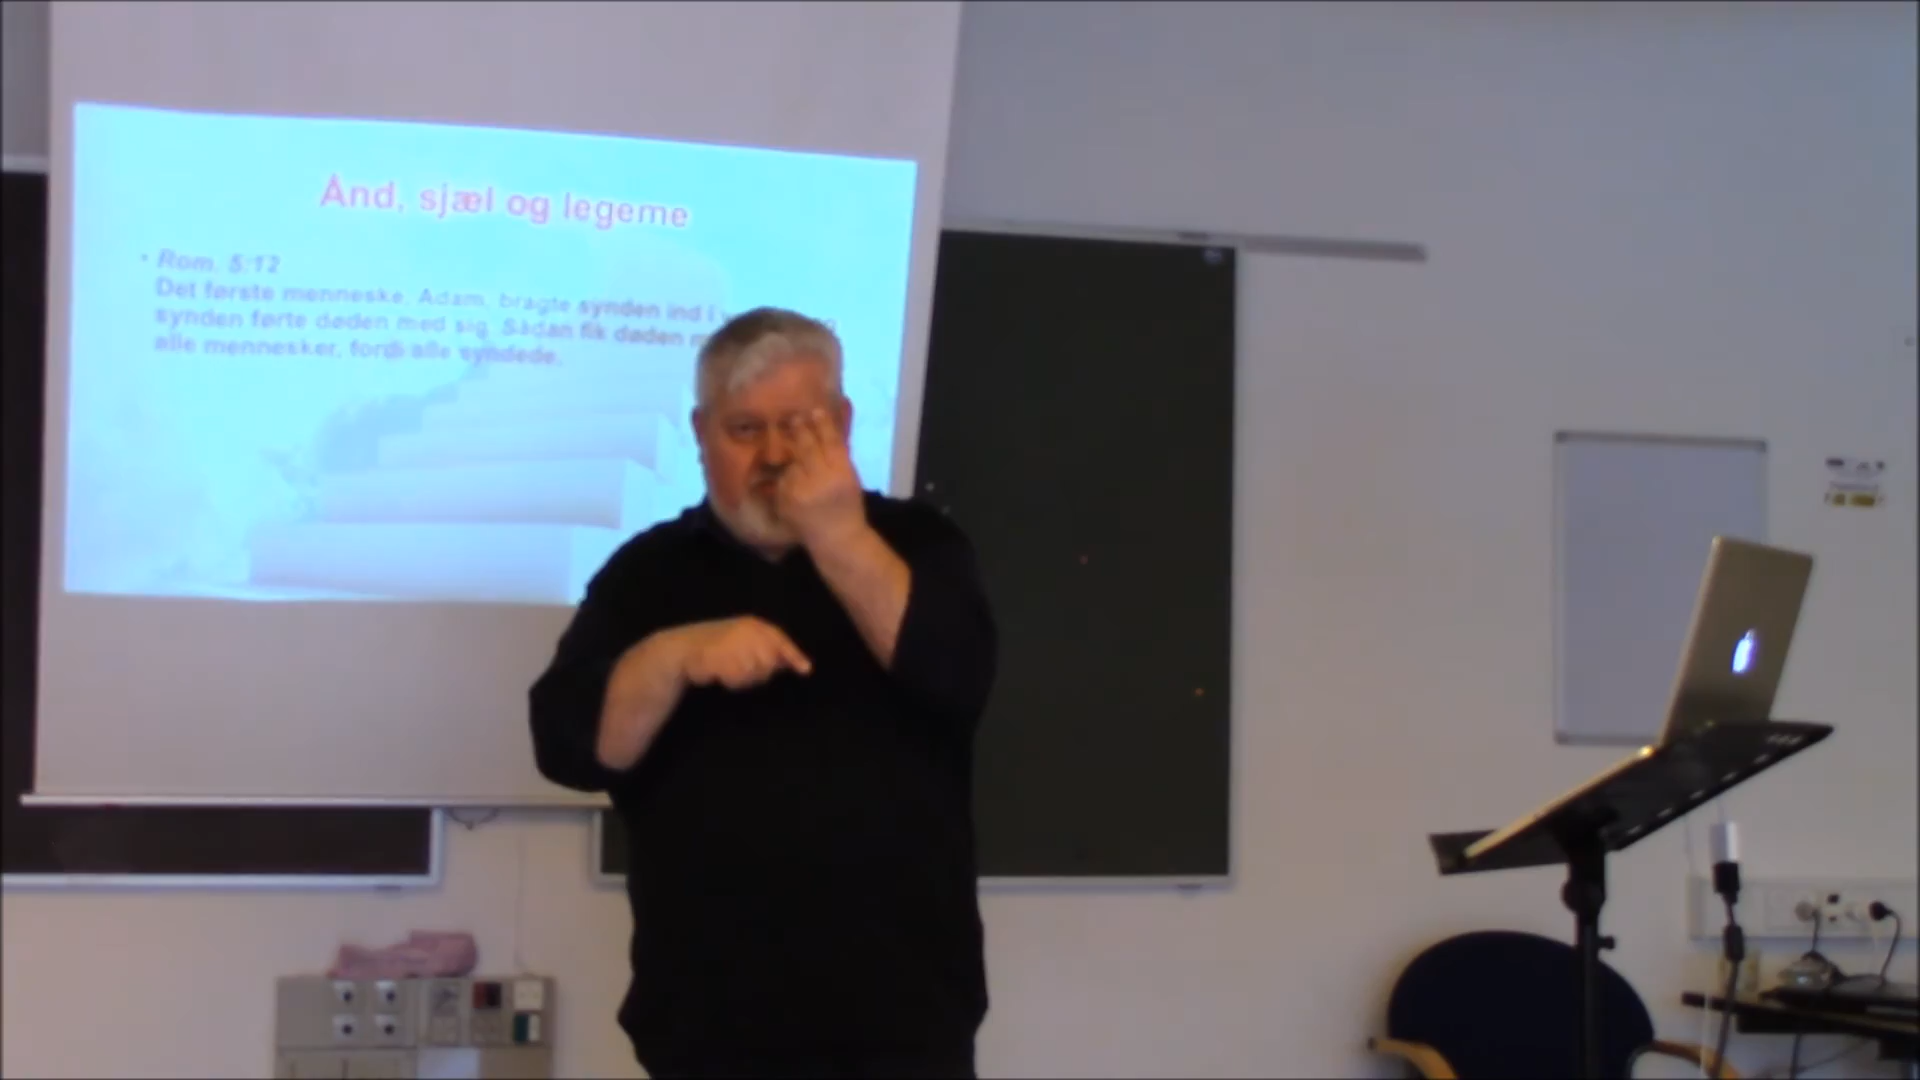 Ånd, sjæl og legeme
• Rom. 5:12
Det første menneske, Adam, bragte synden ind i
synden førte døden med sig. Sådan fik døden
alle mennesker, fordi alle syndede.